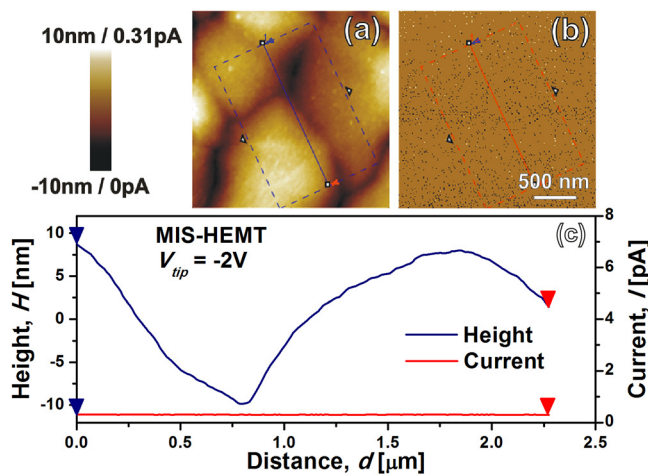 10nm / 0.31pA
-10nm / 0pA
(a)
(b)
500 nm
(c)
MIS-HEMT
V_tip = -2V
Height
Current
Height, H [nm]
10
5
0
-5
-10
Current, I [pA]
8
6
4
2
0
0.0 0.5 1.0 1.5 2.0 2.5
Distance, d [μm]